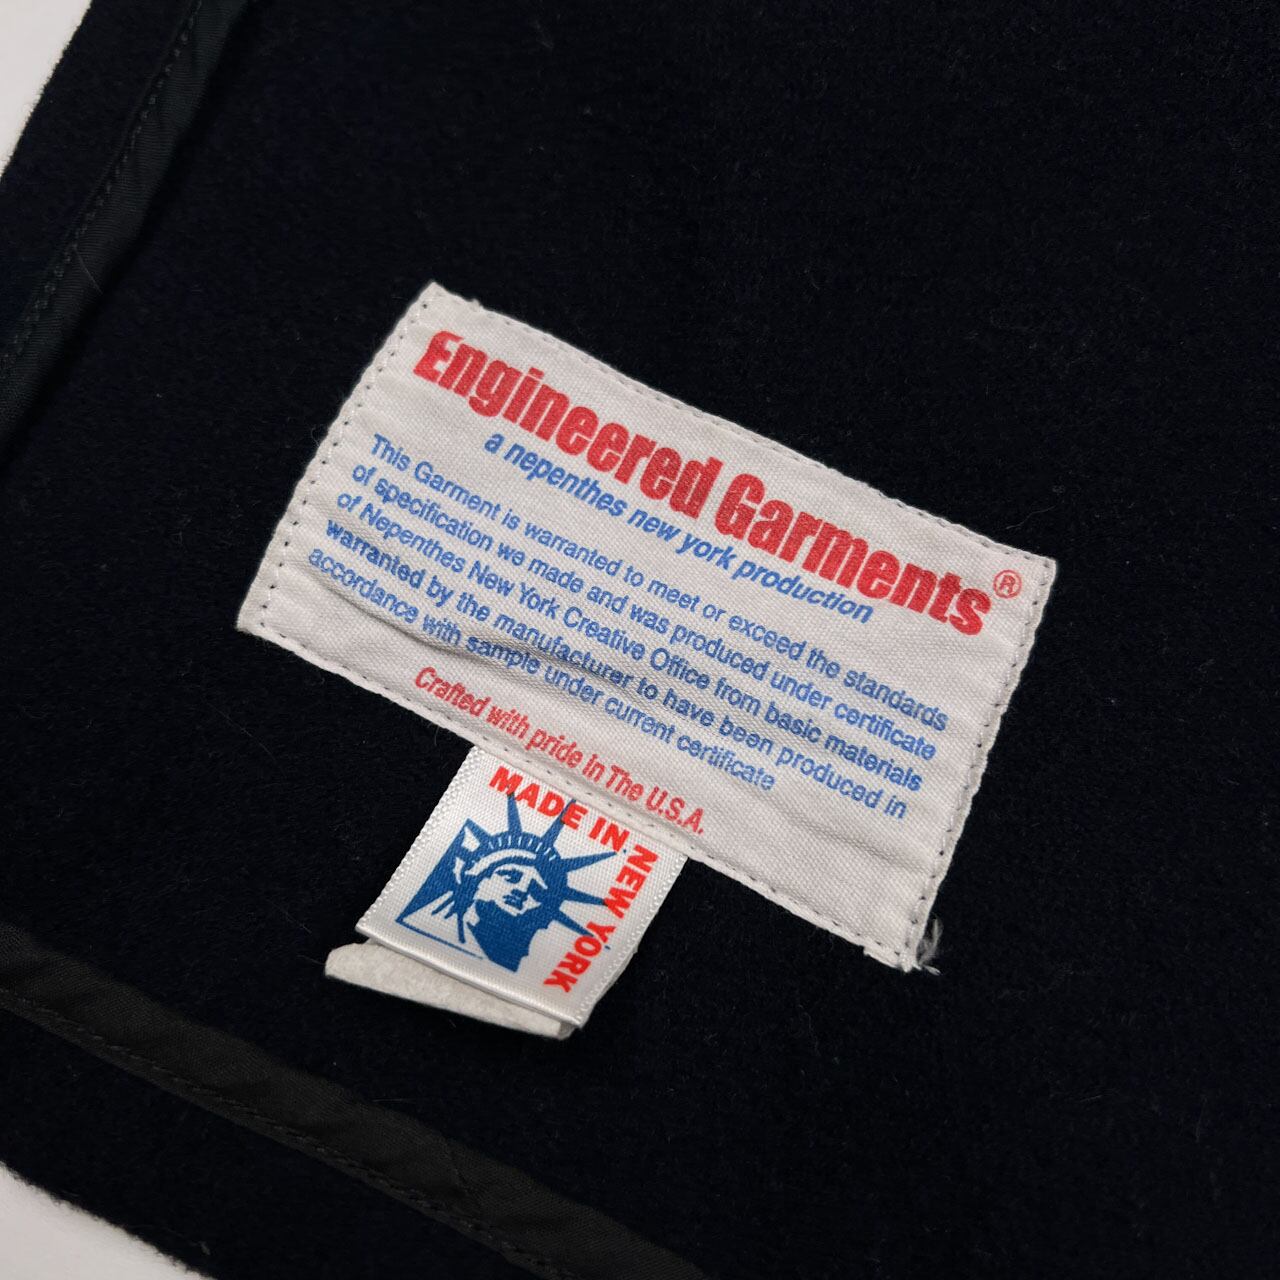 Engineered Garments®
a nepenthes new york production
This Garment is warranted to meet or exceed the standards
of specification we made and was produced under certificate
of Nepenthes New York Creative Office from basic materials
warranted by the manufacturer to have been produced in
accordance with sample under current certificate
Crafted with pride in The U.S.A.
MADE IN NEW YORK